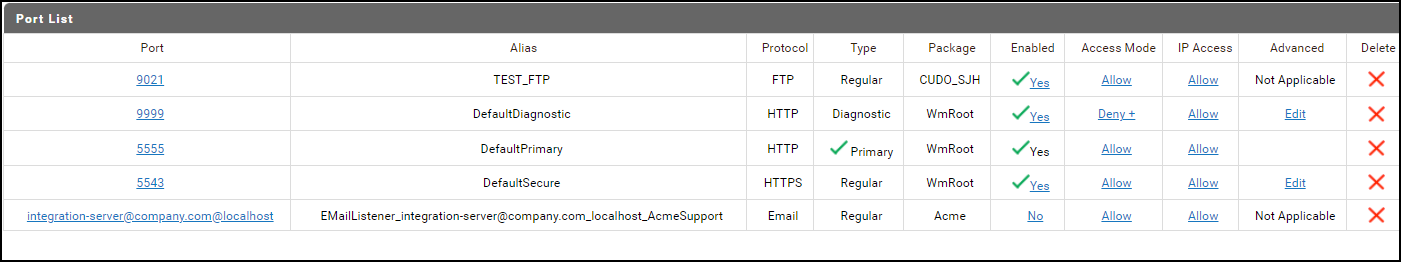 Port List
Port Alias Protocol Type Package Enabled Access Mode IP Access Advanced Delete
9021 TEST_FTP FTP Regular CUDO_SJH Yes Allow Allow Not Applicable
9999 DefaultDiagnostic HTTP Diagnostic WmRoot Yes Deny + Allow Edit
5555 DefaultPrimary HTTP Primary WmRoot Yes Allow Allow
5543 DefaultSecure HTTPS Regular WmRoot Yes Allow Allow Edit
integration-server@company.com@localhost EMailListener_integration-server@company.com_localhost_AcmeSupport Email Regular Acme No Allow Allow Not Applicable